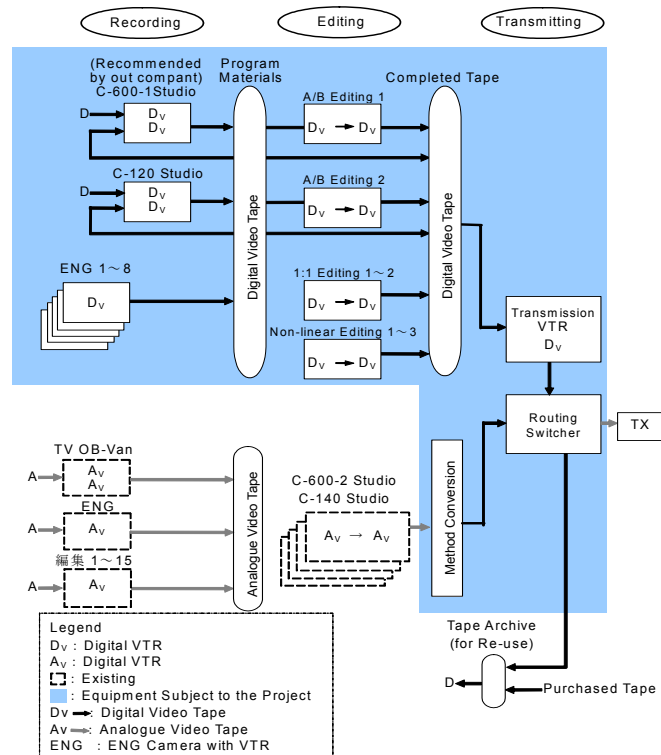 Recording
Editing
Transmitting
(Recommended
by out compant)
C-600-1Studio
Program
Materials
Completed Tape
A/B Editing 1
D
Dv
Dv
Dv → Dv
C-120 Studio
A/B Editing 2
D
Dv
Dv
Dv → Dv
Digital Video Tape
Digital Video Tape
ENG 1～8
Dv
1:1 Editing 1～2
Dv → Dv
Non-linear Editing 1～3
Dv → Dv
Transmission
VTR
Dv
Routing
Switcher
TX
TV OB-Van
A
Av
Av
ENG
A
Av
編集 1～15
A
Av
Analogue Video Tape
C-600-2 Studio
C-140 Studio
Av → Av
Method Conversion
Legend
Dv : Digital VTR
Av : Digital VTR
: Existing
: Equipment Subject to the Project
Dv : Digital Video Tape
Av : Analogue Video Tape
ENG : ENG Camera with VTR
Tape Archive
(for Re-use)
D
Purchased Tape